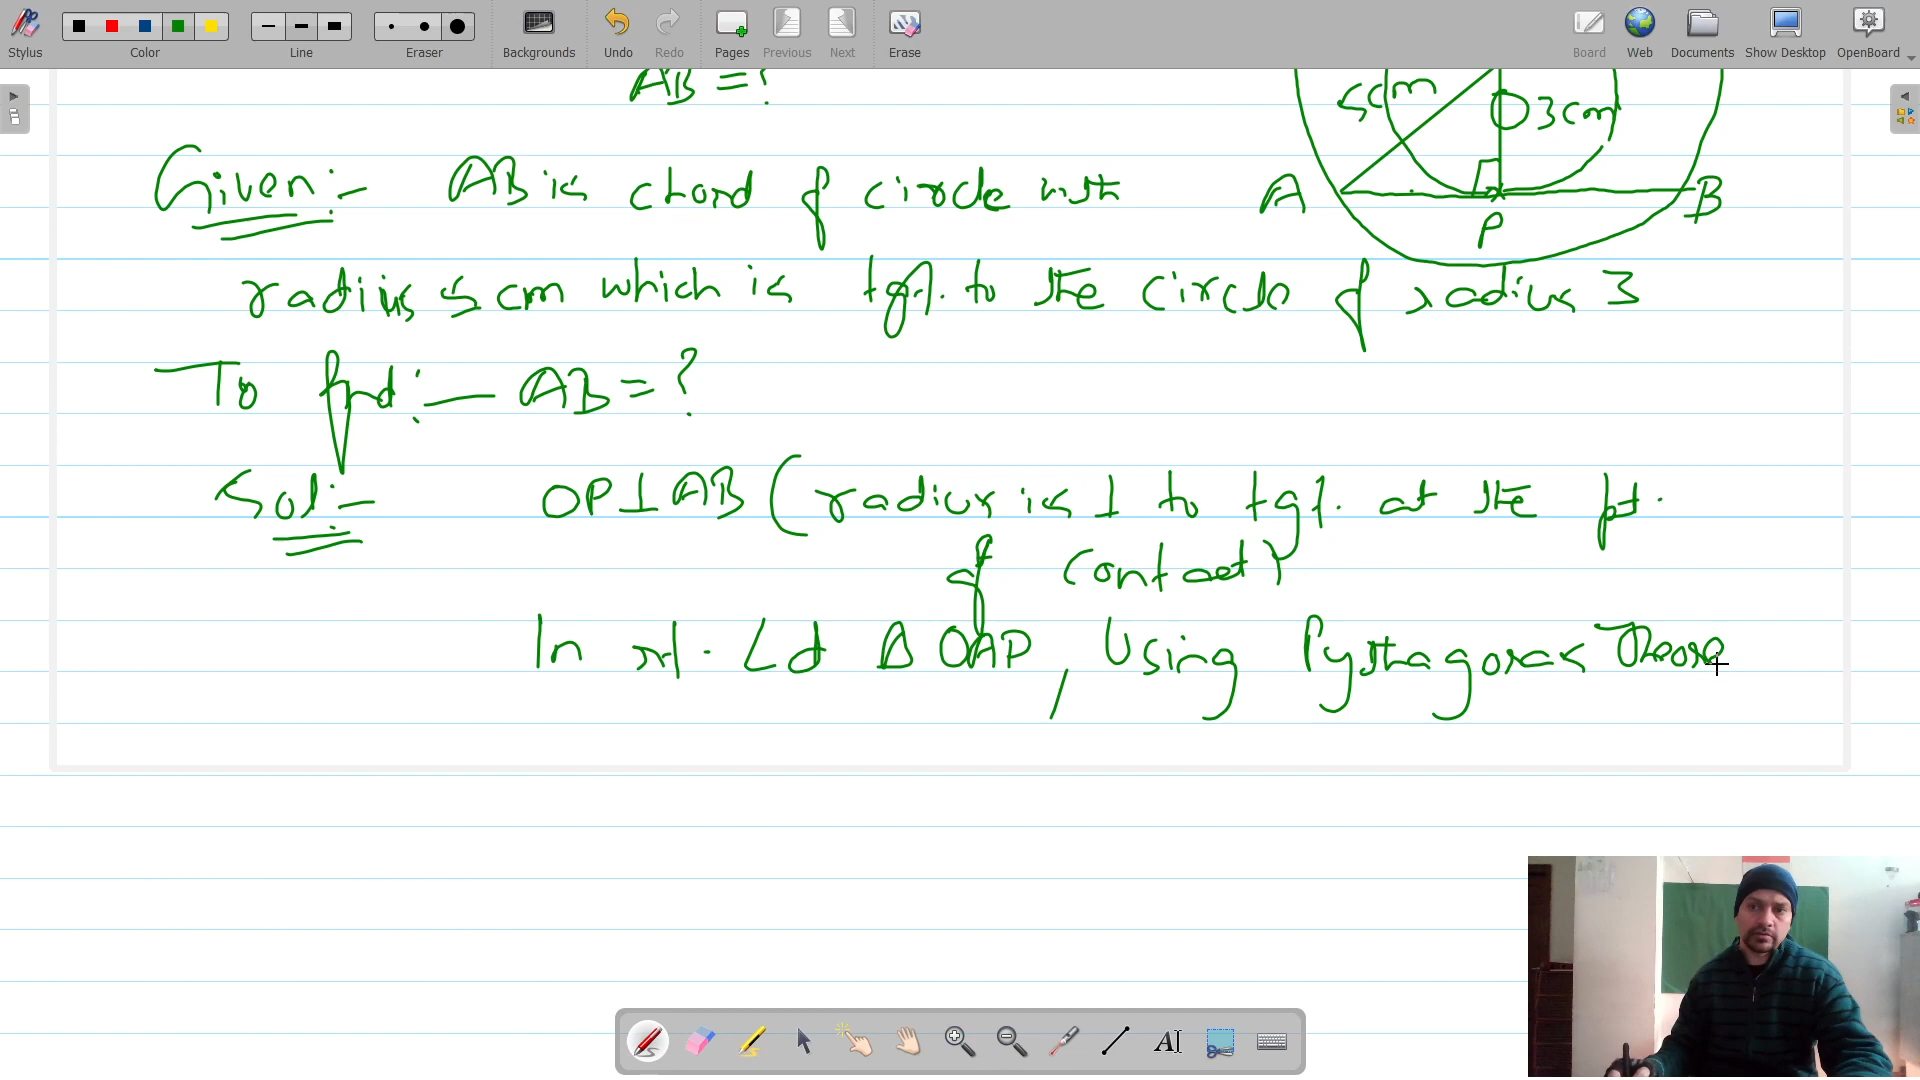 Stylus Color Line Eraser Backgrounds Undo Redo Pages Previous Next Erase Board Web Documents Show Desktop OpenBoard
AB = ?
5cm 3cm
Given :- AB is chord of circle with
A B
P
radius 5 cm which is tgt. to the circle of radius 3
To find :- AB = ?
Sol :- OP ⊥ AB (radius is ⊥ to tgt. at the pt.
of contact)
In rt. ∠d Δ OAP, Using Pythagoras Theore